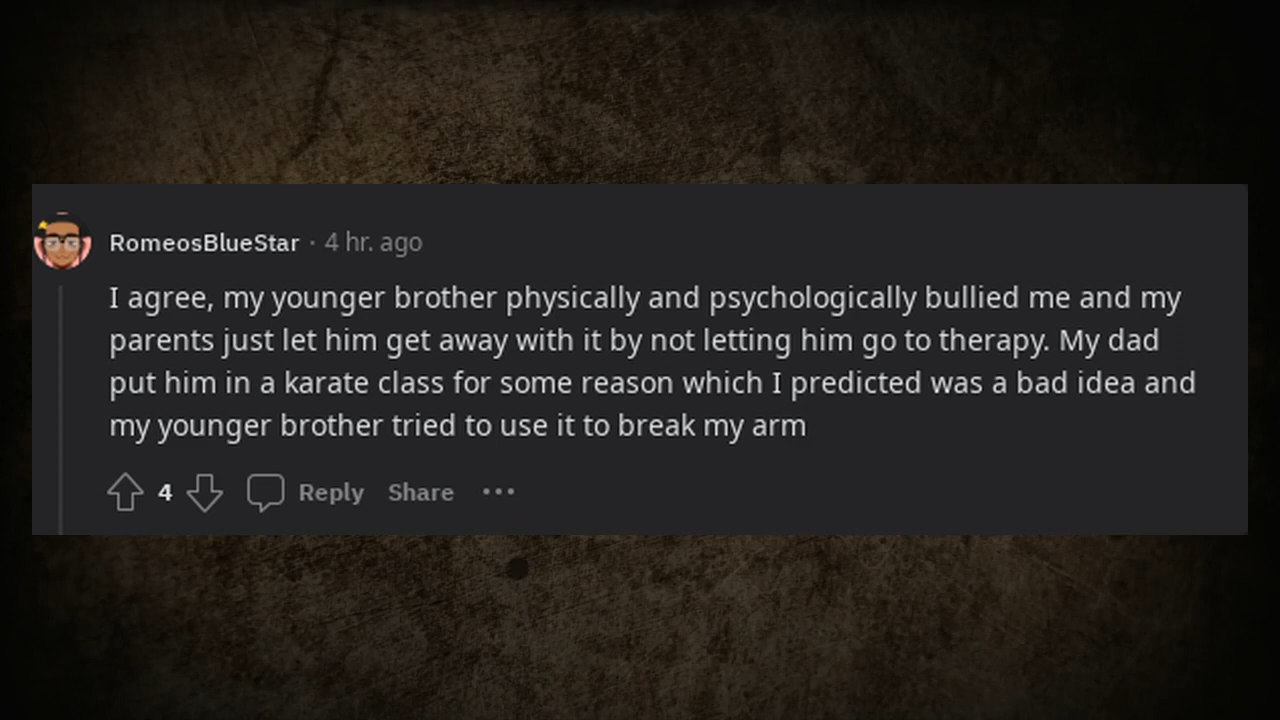 RomeosBlueStar · 4 hr. ago
I agree, my younger brother physically and psychologically bullied me and my
parents just let him get away with it by not letting him go to therapy. My dad
put him in a karate class for some reason which I predicted was a bad idea and
my younger brother tried to use it to break my arm
4 Reply Share •••